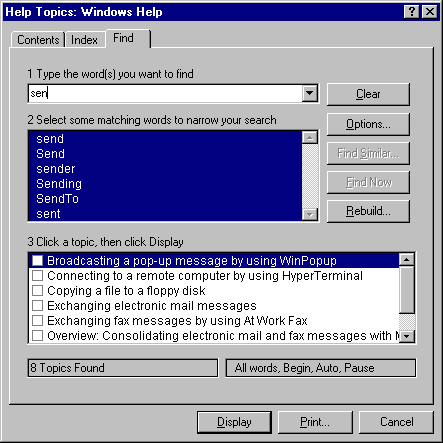 Help Topics: Windows Help
Contents Index Find
1 Type the word(s) you want to find
sen
Clear
2 Select some matching words to narrow your search
send
Send
sender
Sending
SendTo
sent
Options...
Find Similar...
Find Now
Rebuild...
3 Click a topic, then click Display
Broadcasting a pop-up message by using WinPopup
Connecting to a remote computer by using HyperTerminal
Copying a file to a floppy disk
Exchanging electronic mail messages
Exchanging fax messages by using At Work Fax
Overview: Consolidating electronic mail and fax messages with M
8 Topics Found
All words, Begin, Auto, Pause
Display Print... Cancel